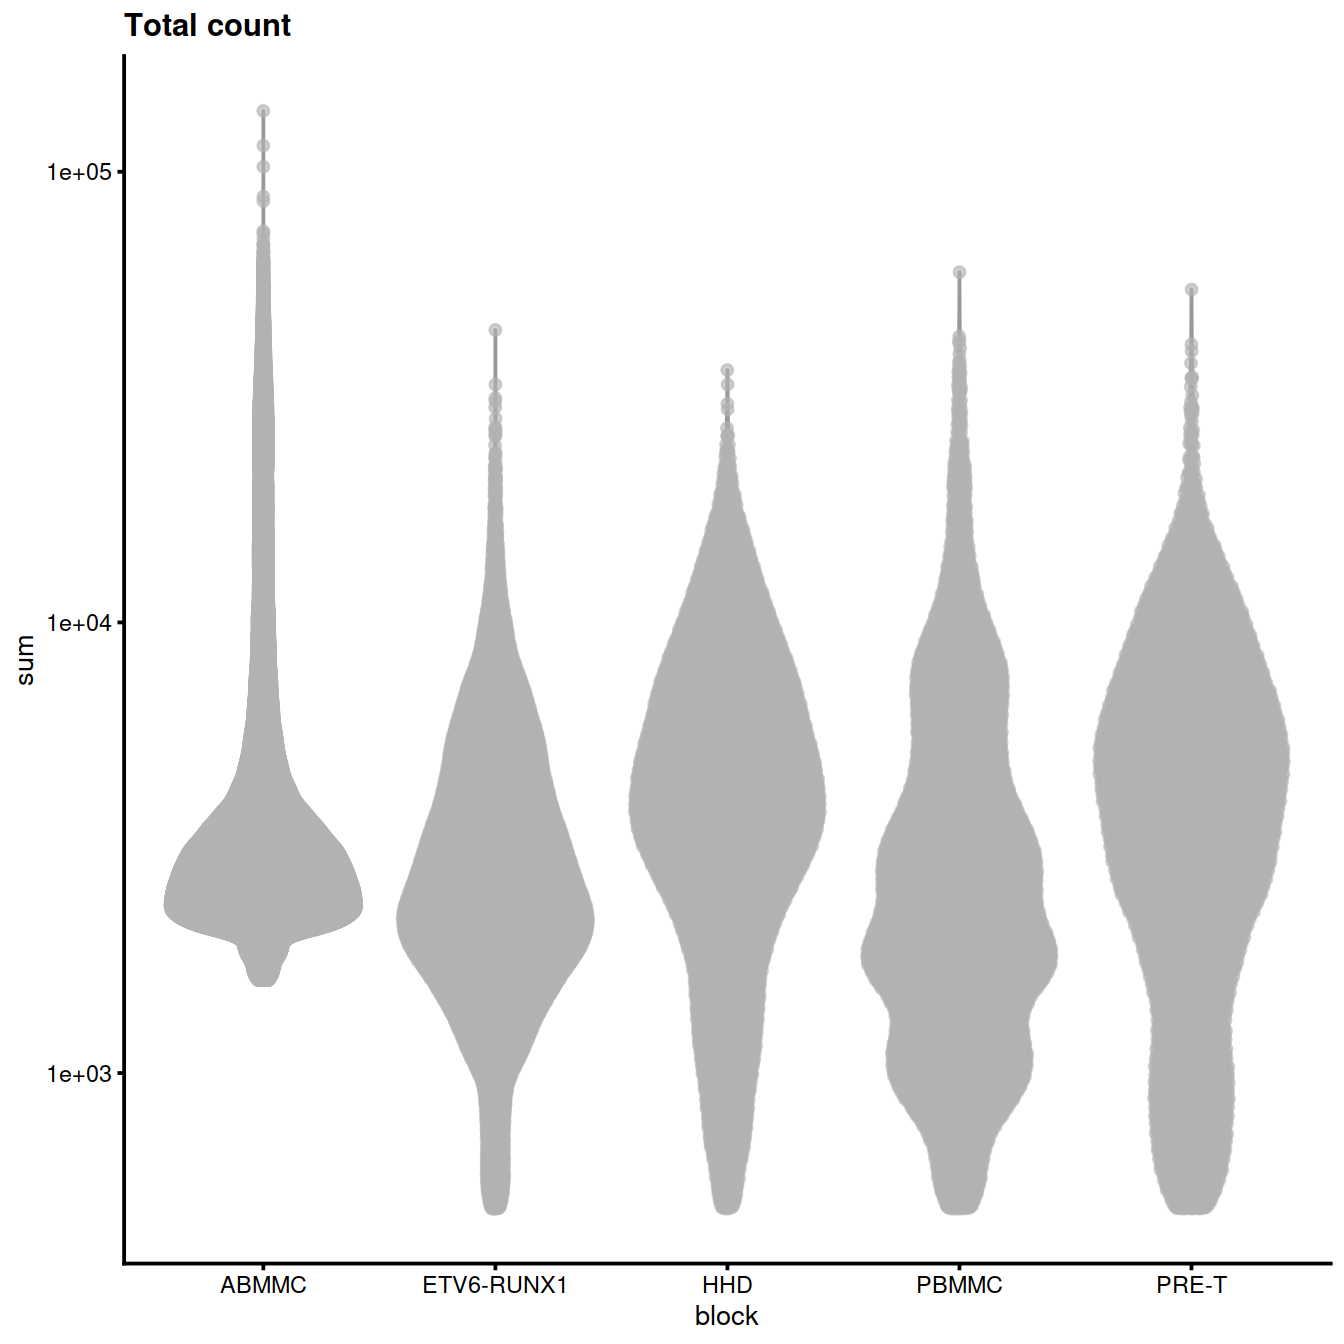 Total count
sum
1e+05
1e+04
1e+03
ABMMC ETV6-RUNX1 HHD PBMMC PRE-T
block